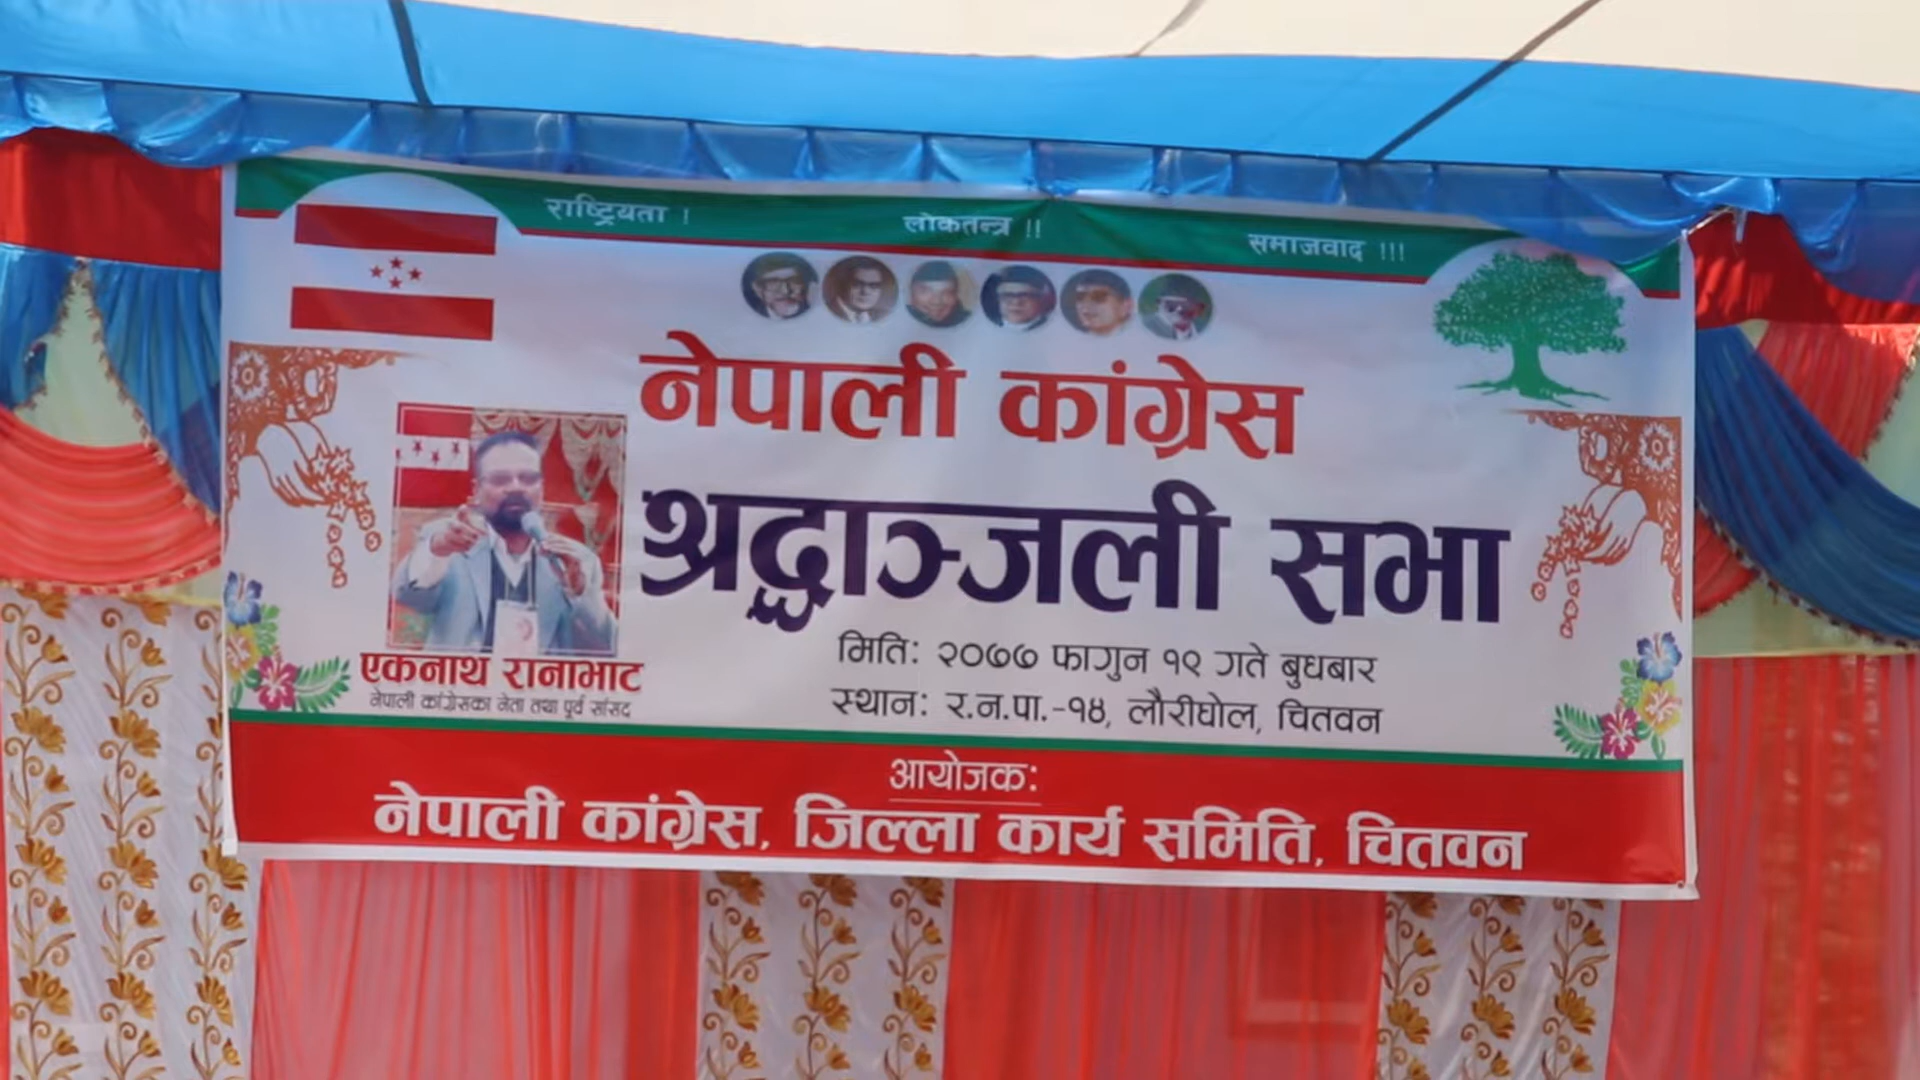 राष्ट्रियता !
लोकतन्त्र !!
समाजवाद !!!
नेपाली कांग्रेस
श्रद्धाञ्जली सभा
मिति: २०७७ फागुन १९ गते बुधबार
स्थान: र.न.पा.-१४, लौरीघोल, चितवन
एकनाथ रानाभाट
नेपाली कांग्रेसका नेता तथा पूर्व सांसद
आयोजक:
नेपाली कांग्रेस, जिल्ला कार्य समिति, चितवन